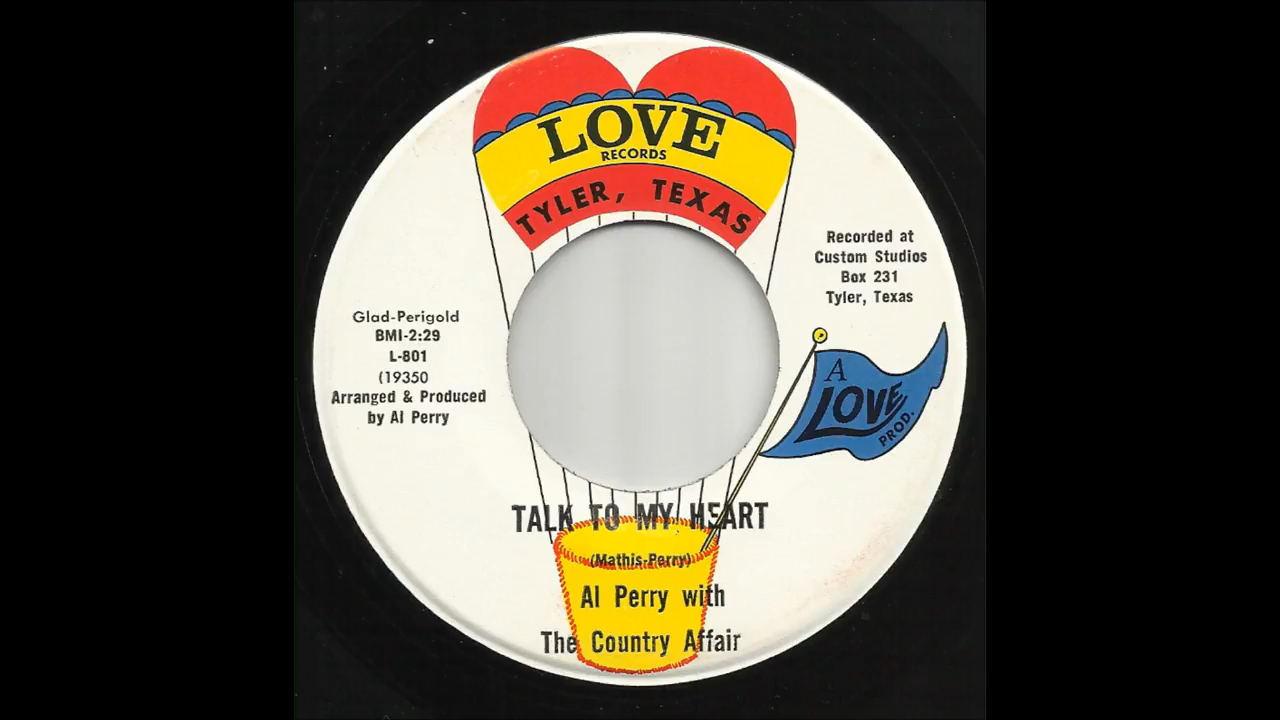 LOVE
RECORDS
TYLER, TEXAS
Recorded at
Custom Studios
Box 231
Tyler, Texas
Glad-Perigold
BMI-2:29
L-801
(19350
Arranged & Produced
by Al Perry
A
LOVE
PROD.
TALK TO MY HEART
(Mathis-Perry)
Al Perry with
The Country Affair